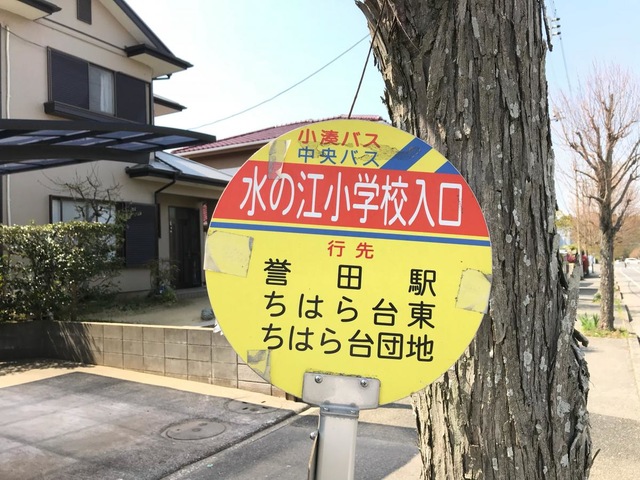 小湊バス
中央バス
水の江小学校入口
行先
誉田駅
ちはら台東
ちはら台団地